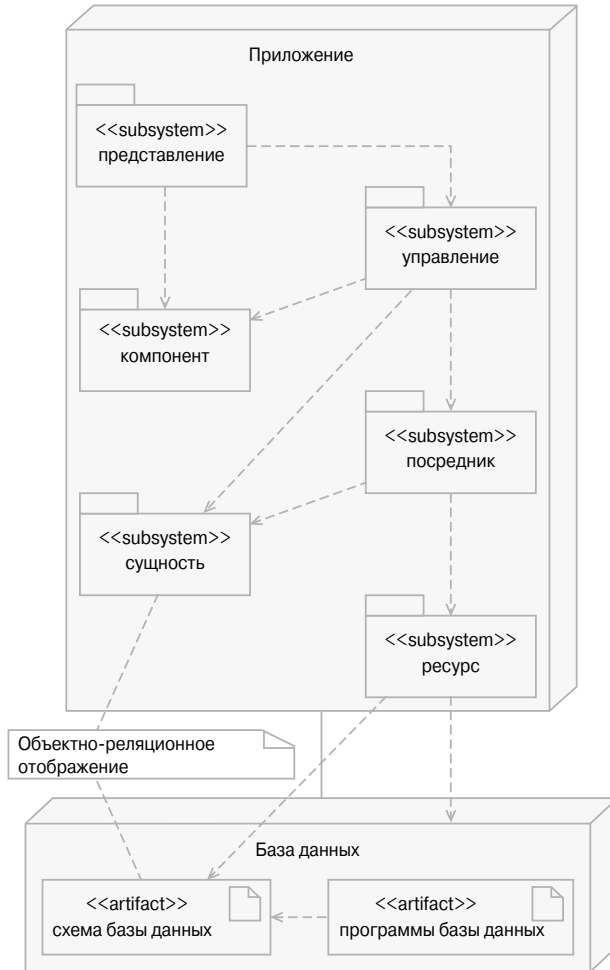 Приложение
<<subsystem>>
представление
<<subsystem>>
управление
<<subsystem>>
компонент
<<subsystem>>
посредник
<<subsystem>>
сущность
<<subsystem>>
ресурс
Объектно-реляционное
отображение
База данных
<<artifact>>
схема базы данных
<<artifact>>
программы базы данных